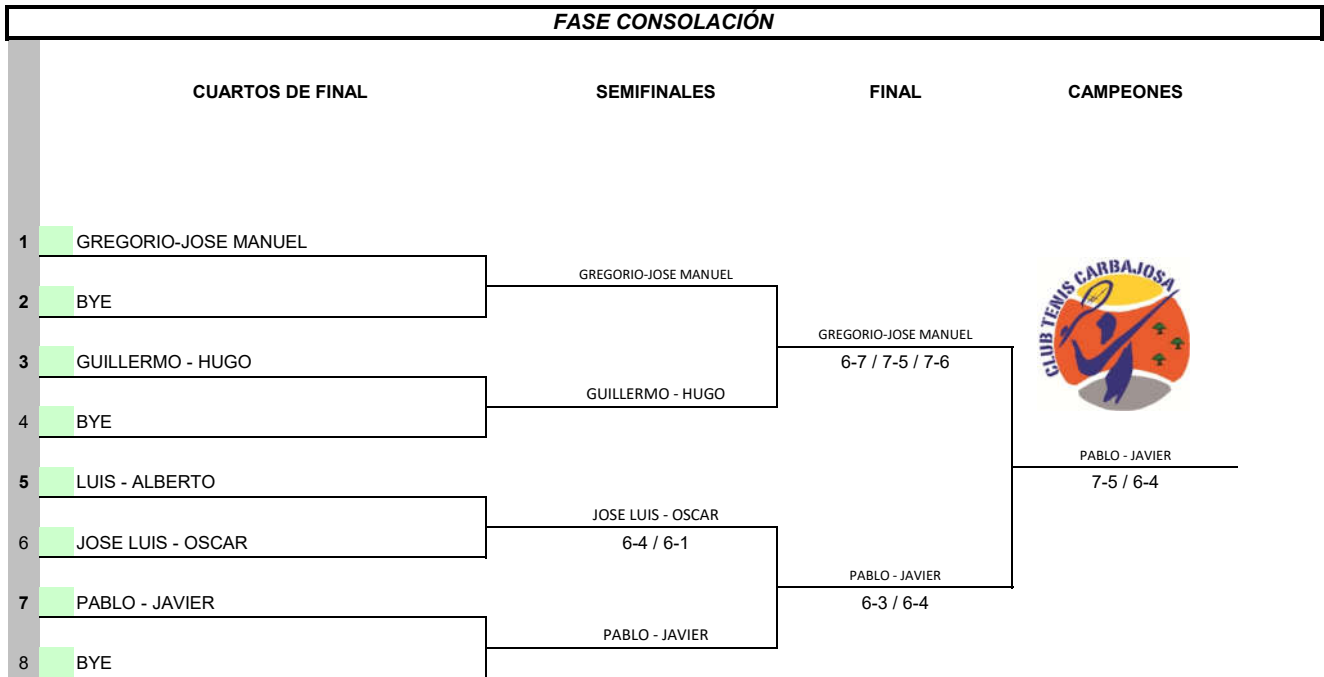 FASE CONSOLACIÓN
CUARTOS DE FINAL SEMIFINALES FINAL CAMPEONES
1 GREGORIO-JOSE MANUEL
GREGORIO-JOSE MANUEL
CLUB TENIS CARBAJOSA
2 BYE
GREGORIO-JOSE MANUEL
3 GUILLERMO - HUGO
6-7 / 7-5 / 7-6
GUILLERMO - HUGO
4 BYE
PABLO - JAVIER
5 LUIS - ALBERTO
7-5 / 6-4
JOSE LUIS - OSCAR
6 JOSE LUIS - OSCAR
6-4 / 6-1
PABLO - JAVIER
7 PABLO - JAVIER
6-3 / 6-4
PABLO - JAVIER
8 BYE